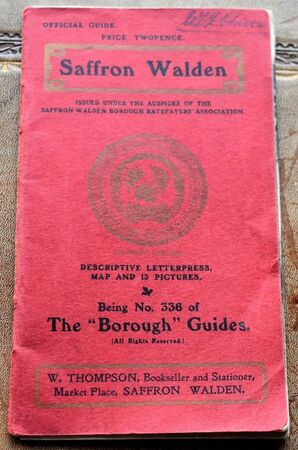 OFFICIAL GUIDE.
PRICE, TWOPENCE.
Saffron Walden
ISSUED UNDER THE AUSPICES OF THE
SAFFRON WALDEN BOROUGH RATEPAYERS' ASSOCIATION.
DESCRIPTIVE LETTERPRESS,
MAP AND 13 PICTURES.
Being No. 336 of
The "Borough" Guides.
(All Rights Reserved.)
W. THOMPSON, Bookseller and Stationer,
Market Place, SAFFRON WALDEN.